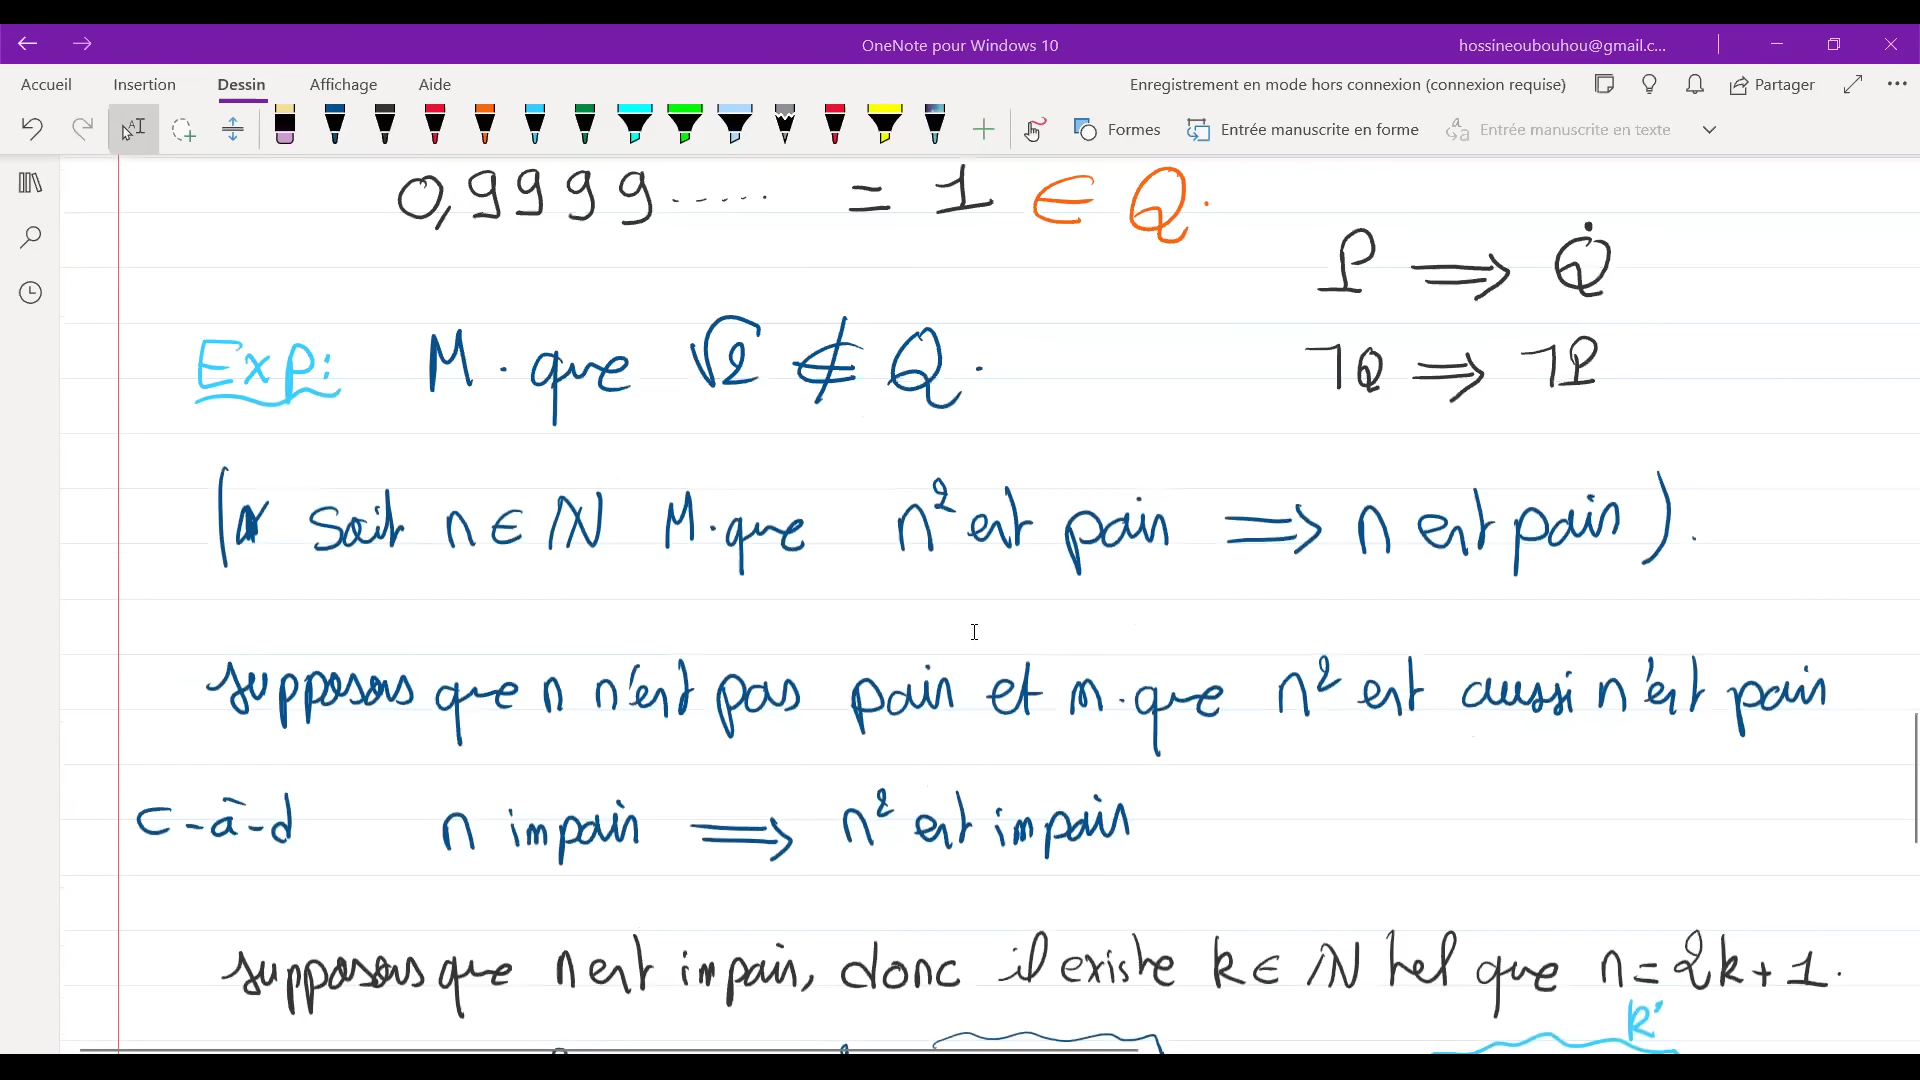 OneNote pour Windows 10
hossineoubouhou@gmail.c...
Accueil Insertion Dessin Affichage Aide
Enregistrement en mode hors connexion (connexion requise)
Partager
Formes
Entrée manuscrite en forme
Entrée manuscrite en texte
0,9999...... = 1 ∈ Q.
P ⟹ Q
Exp: M.que √2 ∉ Q.
¬Q ⟹ ¬P
( soit n ∈ ℕ M.que n² est pair ⟹ n est pair).
supposons que n n'est pas pair et m.que n² est aussi n'est pair
c-à-d n impair ⟹ n² est impair
supposons que n est impair, donc il existe k ∈ ℕ tel que n = 2k + 1.
k'